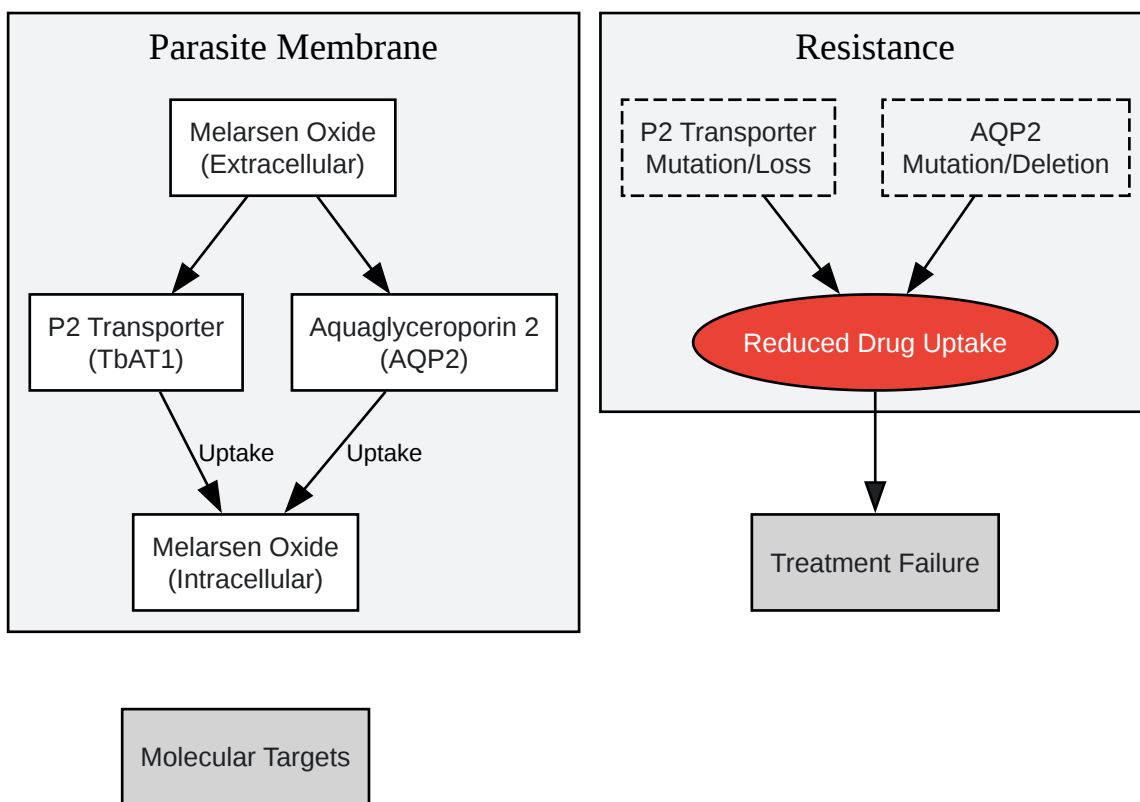 Parasite Membrane
Melarsen Oxide
(Extracellular)
P2 Transporter
(TbAT1)
Aquaglyceroporin 2
(AQP2)
Uptake
Uptake
Melarsen Oxide
(Intracellular)
Resistance
P2 Transporter
Mutation/Loss
AQP2
Mutation/Deletion
Reduced Drug Uptake
Treatment Failure
Molecular Targets